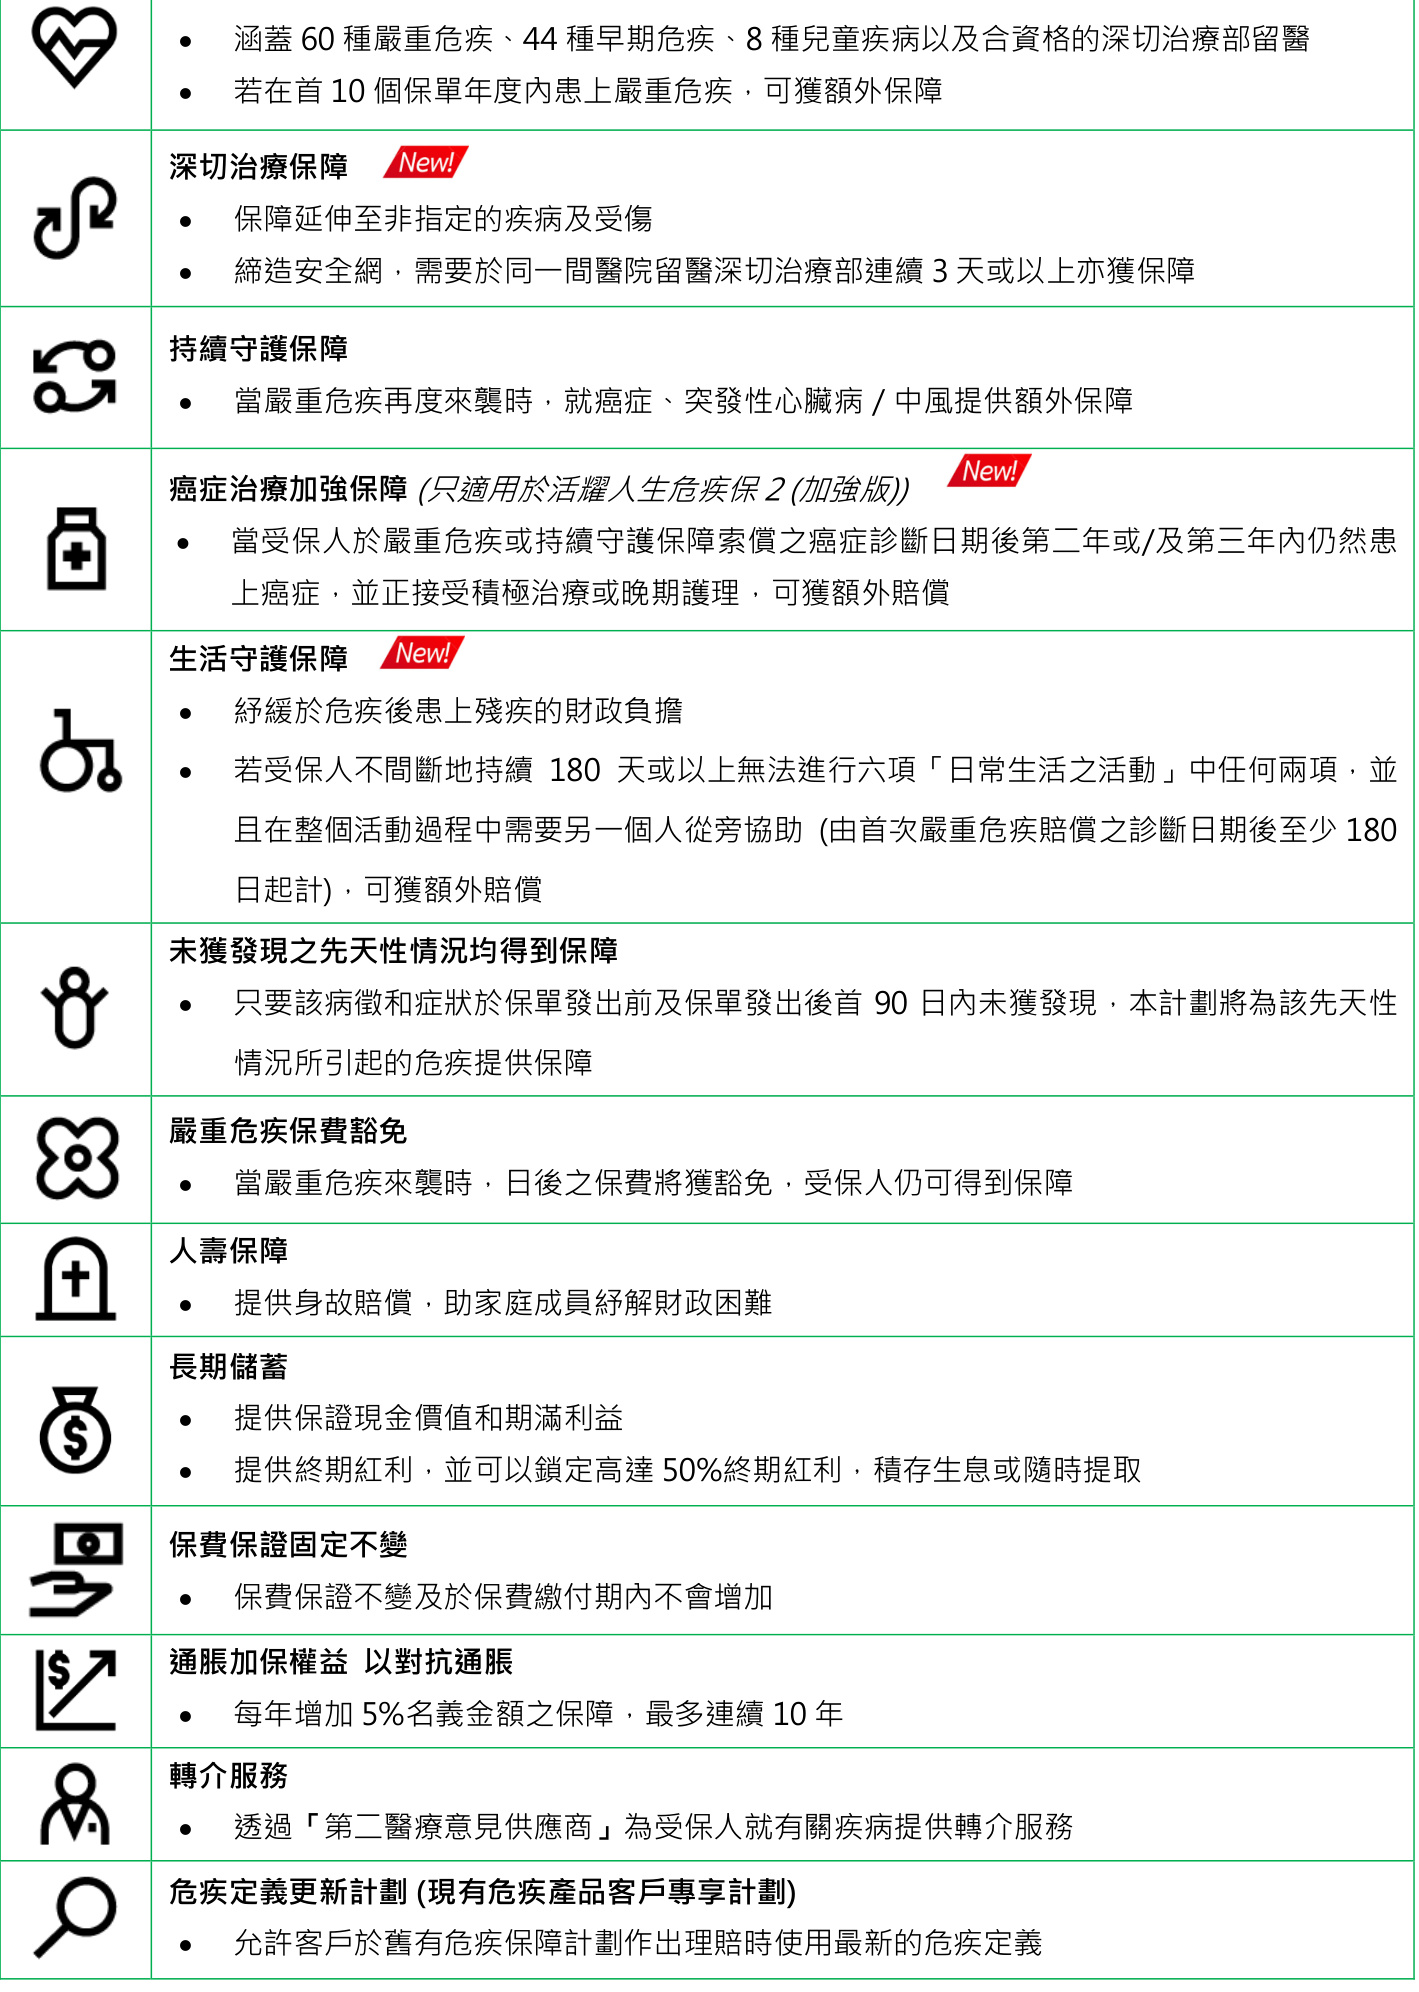 • 涵蓋 60 種嚴重危疾、44 種早期危疾、8 種兒童疾病以及合資格的深切治療部留醫
• 若在首 10 個保單年度內患上嚴重危疾，可獲額外保障
深切治療保障 New!
• 保障延伸至非指定的疾病及受傷
• 締造安全網，需要於同一間醫院留醫深切治療部連續 3 天或以上亦獲保障
持續守護保障
• 當嚴重危疾再度來襲時，就癌症、突發性心臟病 / 中風提供額外保障
癌症治療加強保障 (只適用於活耀人生危疾保 2 (加強版)) New!
• 當受保人於嚴重危疾或持續守護保障索償之癌症診斷日期後第二年或/及第三年內仍然患
上癌症，並正接受積極治療或晚期護理，可獲額外賠償
生活守護保障 New!
• 紓緩於危疾後患上殘疾的財政負擔
• 若受保人不間斷地持續 180 天或以上無法進行六項「日常生活之活動」中任何兩項，並
且在整個活動過程中需要另一個人從旁協助 (由首次嚴重危疾賠償之診斷日期後至少 180
日起計)，可獲額外賠償
未獲發現之先天性情況均得到保障
• 只要該病徵和症狀於保單發出前及保單發出後首 90 日內未獲發現，本計劃將為該先天性
情況所引起的危疾提供保障
嚴重危疾保費豁免
• 當嚴重危疾來襲時，日後之保費將獲豁免，受保人仍可得到保障
人壽保障
• 提供身故賠償，助家庭成員紓解財政困難
長期儲蓄
• 提供保證現金價值和期滿利益
• 提供終期紅利，並可以鎖定高達 50%終期紅利，積存生息或隨時提取
保費保證固定不變
• 保費保證不變及於保費繳付期內不會增加
通脹加保權益 以對抗通脹
• 每年增加 5%名義金額之保障，最多連續 10 年
轉介服務
• 透過「第二醫療意見供應商」為受保人就有關疾病提供轉介服務
危疾定義更新計劃 (現有危疾產品客戶專享計劃)
• 允許客戶於舊有危疾保障計劃作出理賠時使用最新的危疾定義